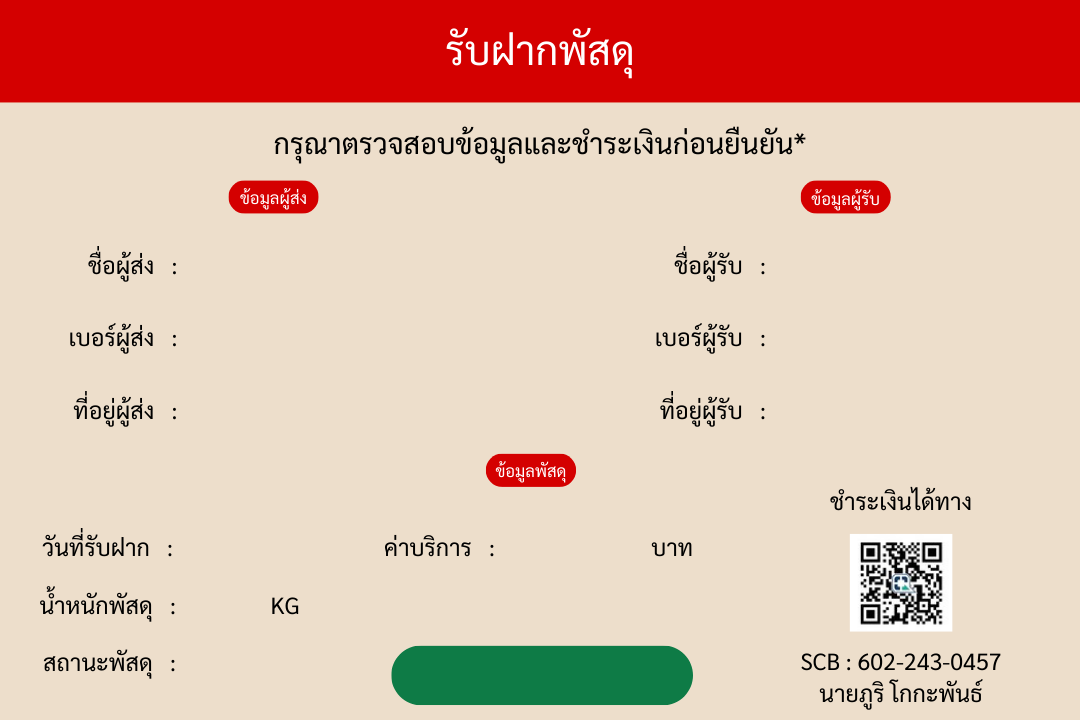 รับฝากพัสดุ
กรุณาตรวจสอบข้อมูลและชำระเงินก่อนยืนยัน*
ข้อมูลผู้ส่ง
ข้อมูลผู้รับ
ชื่อผู้ส่ง :
ชื่อผู้รับ :
เบอร์ผู้ส่ง :
เบอร์ผู้รับ :
ที่อยู่ผู้ส่ง :
ที่อยู่ผู้รับ :
ข้อมูลพัสดุ
ชำระเงินได้ทาง
วันที่รับฝาก :
ค่าบริการ : บาท
น้ำหนักพัสดุ : KG
สถานะพัสดุ :
SCB : 602-243-0457
นายภูริ โกกะพันธ์